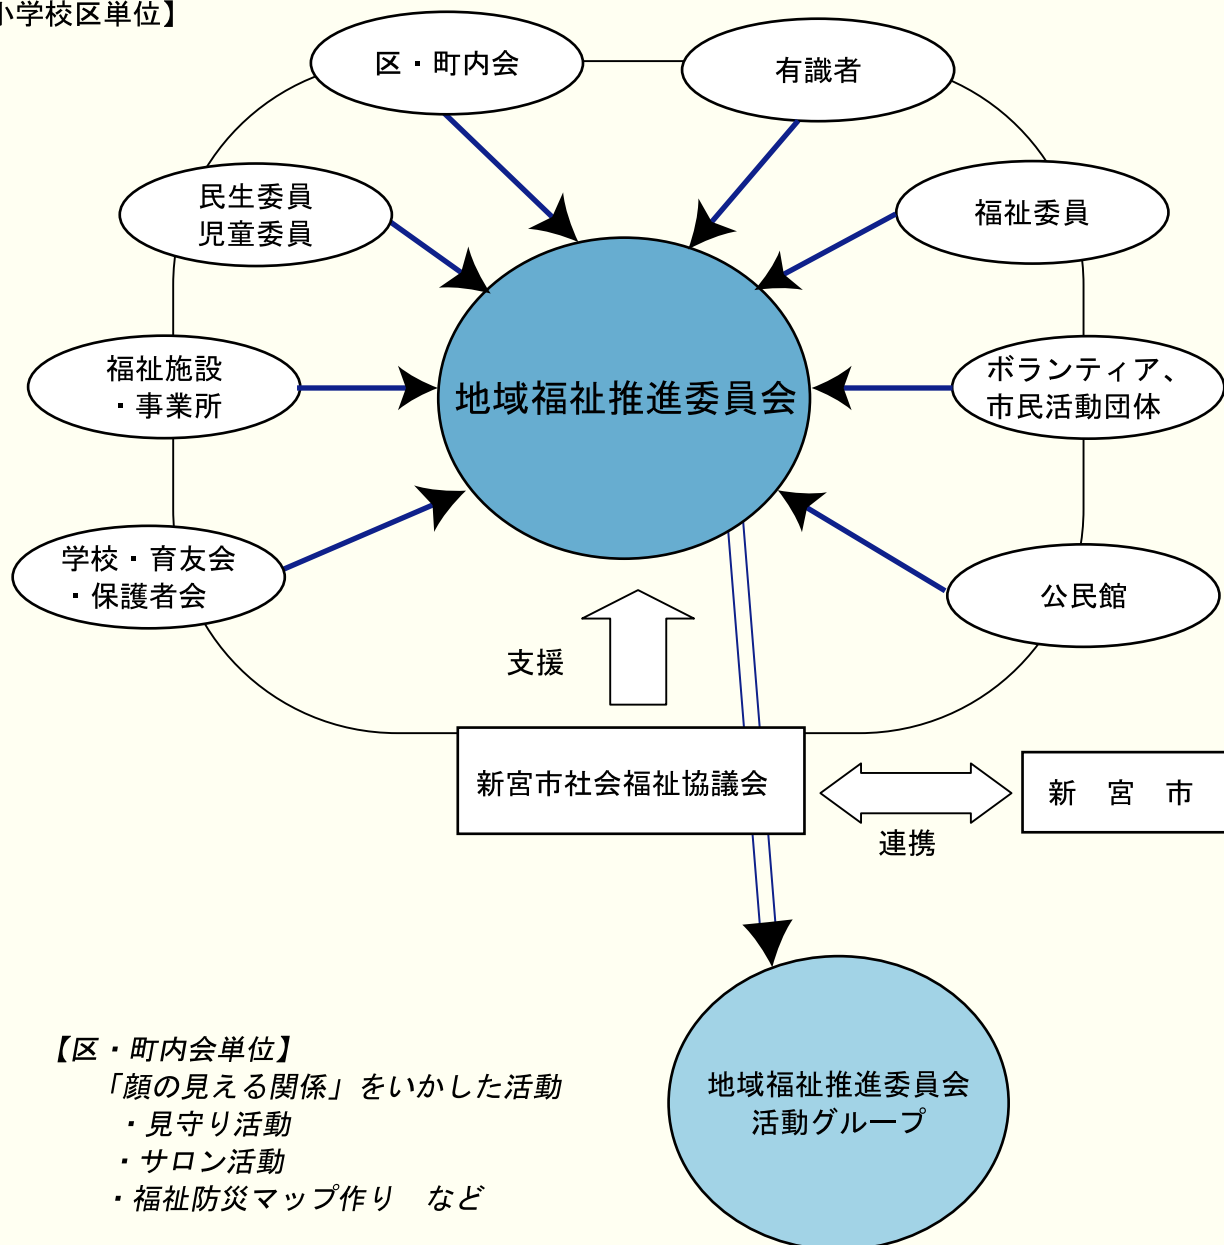 小学校区単位】
区・町内会
有識者
民生委員
児童委員
福祉委員
福祉施設
・事業所
地域福祉推進委員会
ボランティア、
市民活動団体
学校・育友会
・保護者会
公民館
支援
新宮市社会福祉協議会
新　宮　市
連携
【区・町内会単位】
「顔の見える関係」をいかした活動
・見守り活動
・サロン活動
・福祉防災マップ作り　など
地域福祉推進委員会
活動グループ